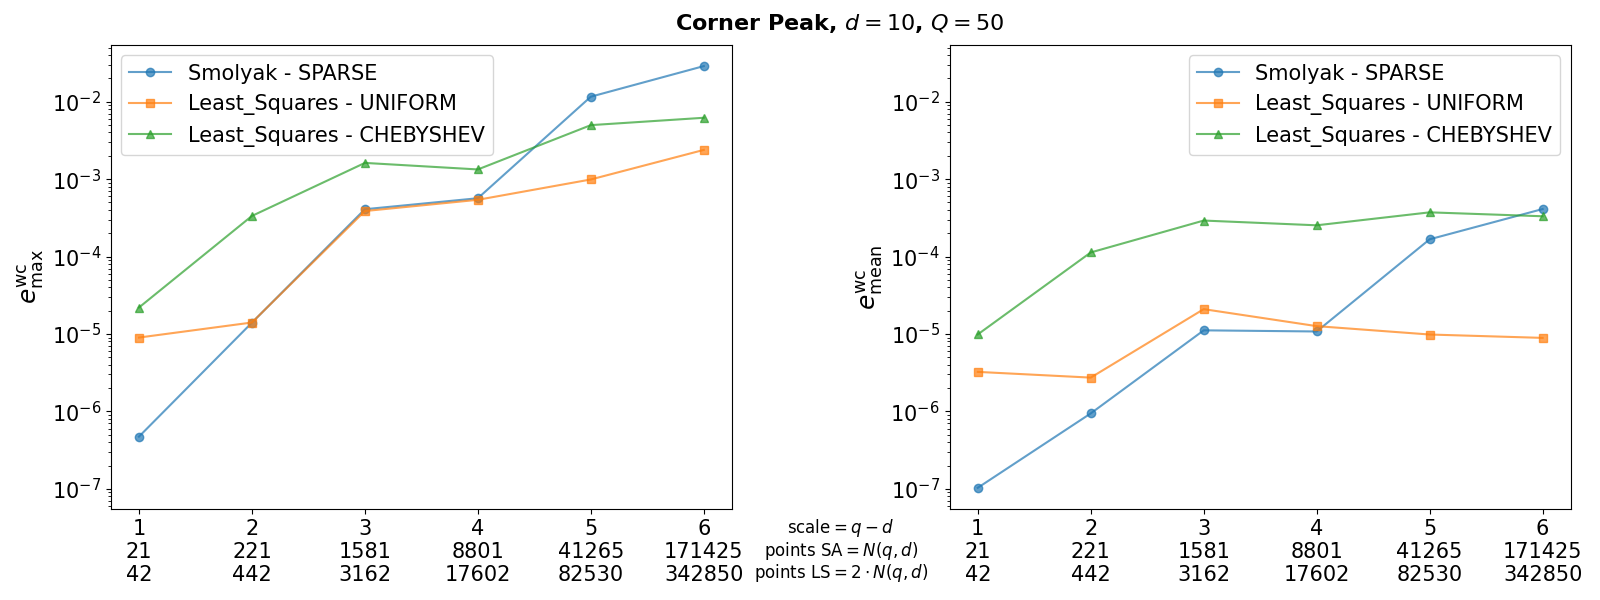 Corner Peak, d = 10, Q = 50
Smolyak - SPARSE
Least_Squares - UNIFORM
Least_Squares - CHEBYSHEV
10⁻²
10⁻³
10⁻⁴
10⁻⁵
10⁻⁶
10⁻⁷
e^wc_max
1 2 3 4 5 6
21 221 1581 8801 41265 171425
42 442 3162 17602 82530 342850
scale = q − d
points SA = N(q, d)
points LS = 2 · N(q, d)
Smolyak - SPARSE
Least_Squares - UNIFORM
Least_Squares - CHEBYSHEV
10⁻²
10⁻³
10⁻⁴
10⁻⁵
10⁻⁶
10⁻⁷
e^wc_mean
1 2 3 4 5 6
21 221 1581 8801 41265 171425
42 442 3162 17602 82530 342850